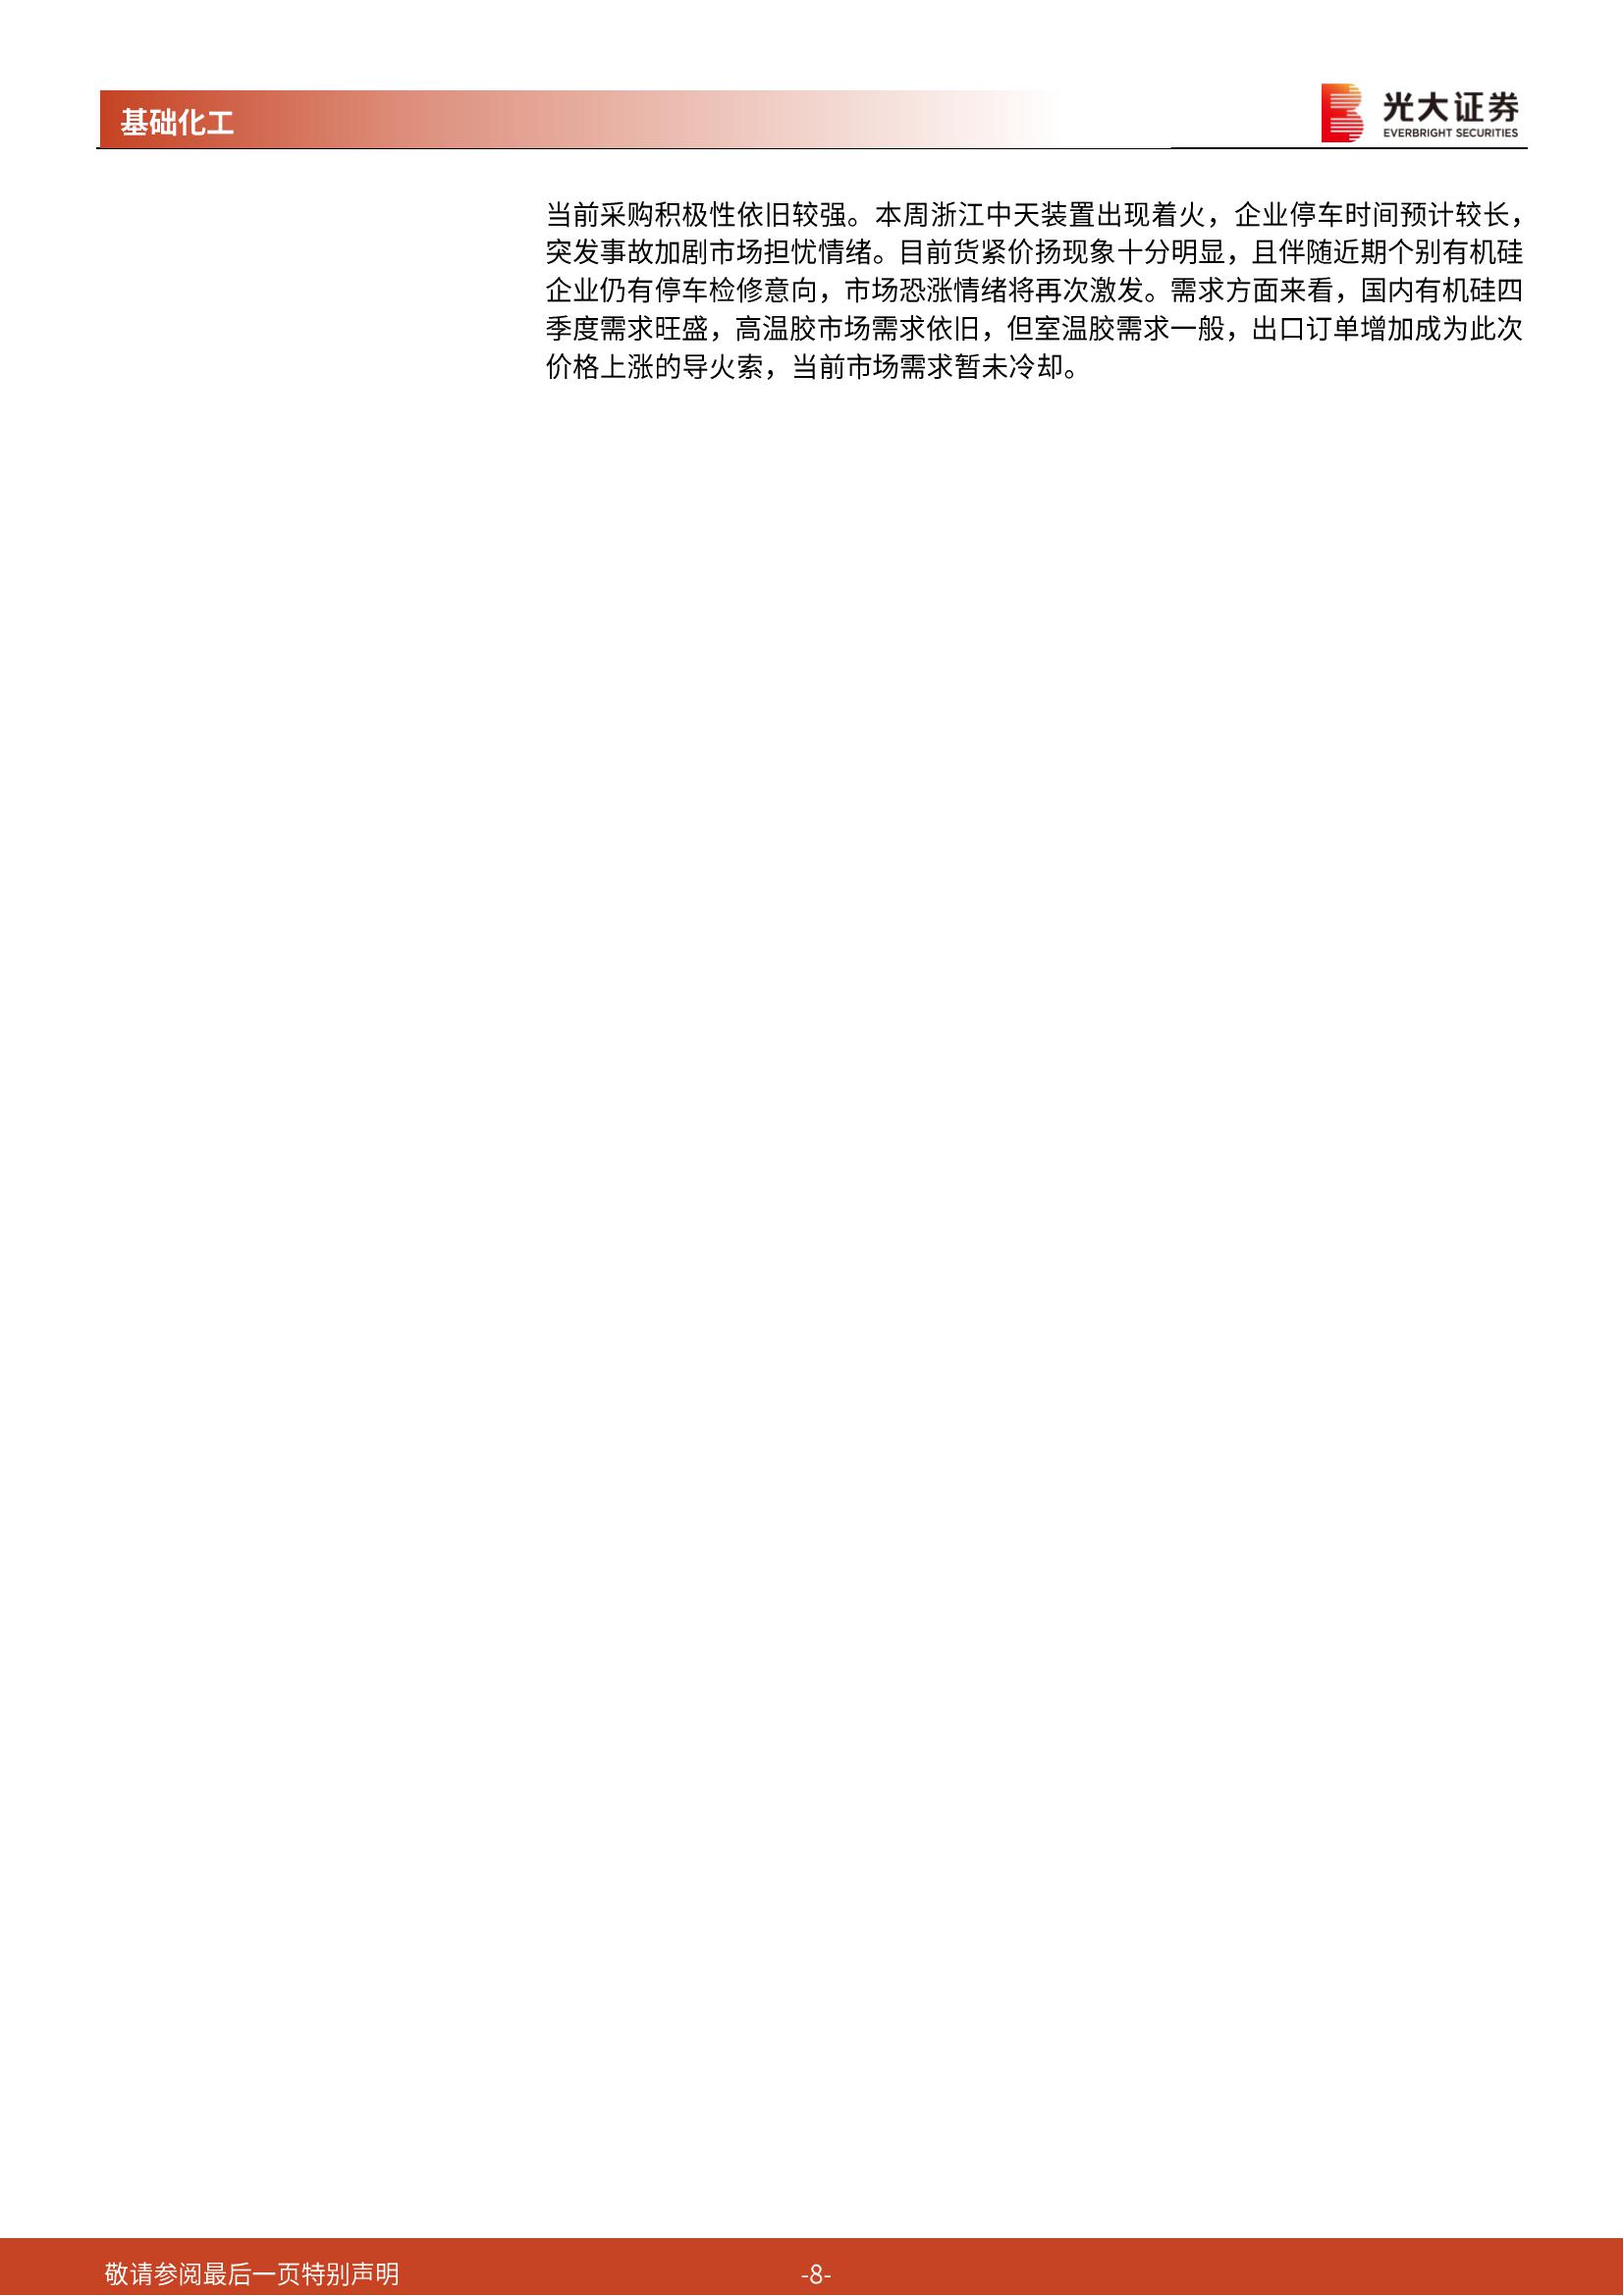 基础化工
光大证券
EVERBRIGHT SECURITIES
当前采购积极性依旧较强。本周浙江中天装置出现着火，企业停车时间预计较长，
突发事故加剧市场担忧情绪。目前货紧价扬现象十分明显，且伴随近期个别有机硅
企业仍有停车检修意向，市场恐涨情绪将再次激发。需求方面来看，国内有机硅四
季度需求旺盛，高温胶市场需求依旧，但室温胶需求一般，出口订单增加成为此次
价格上涨的导火索，当前市场需求暂未冷却。
敬请参阅最后一页特别声明
-8-